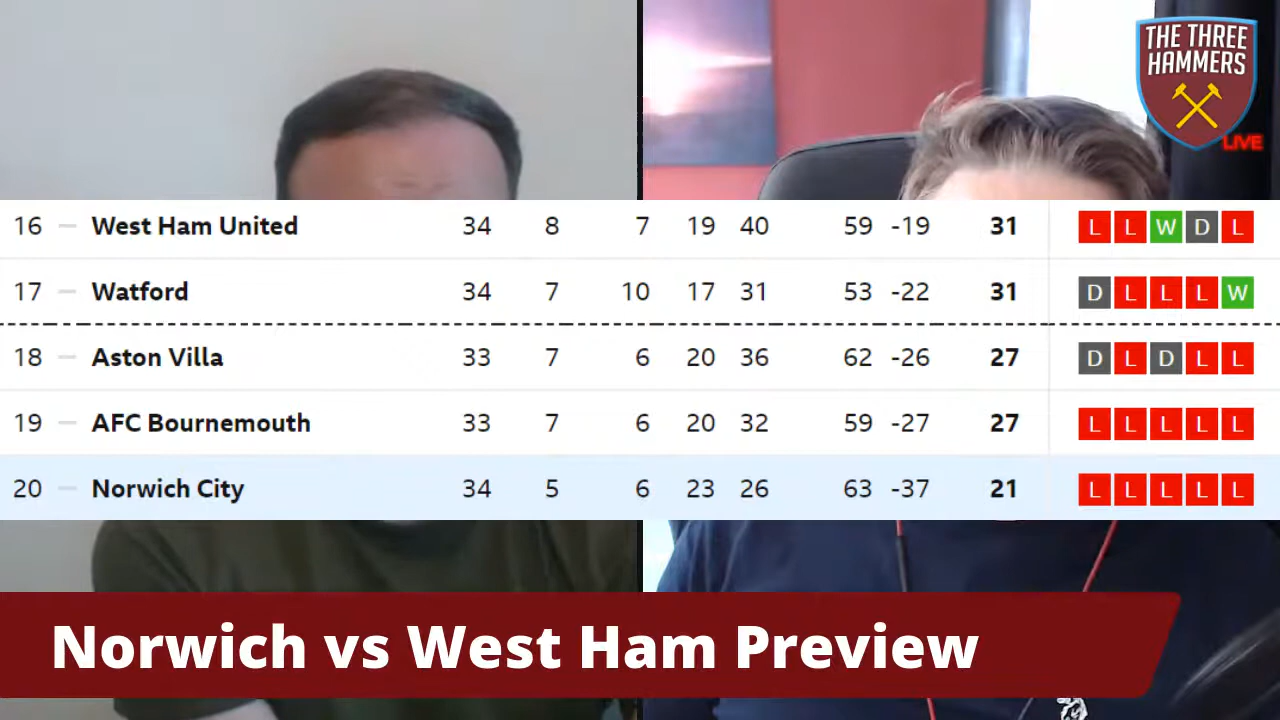 THE THREE
HAMMERS
LIVE
16 — West Ham United 34 8 7 19 40 59 -19 31 L L W D L
17 — Watford 34 7 10 17 31 53 -22 31 D L L L W
18 — Aston Villa 33 7 6 20 36 62 -26 27 D L D L L
19 — AFC Bournemouth 33 7 6 20 32 59 -27 27 L L L L L
20 — Norwich City 34 5 6 23 26 63 -37 21 L L L L L
Norwich vs West Ham Preview